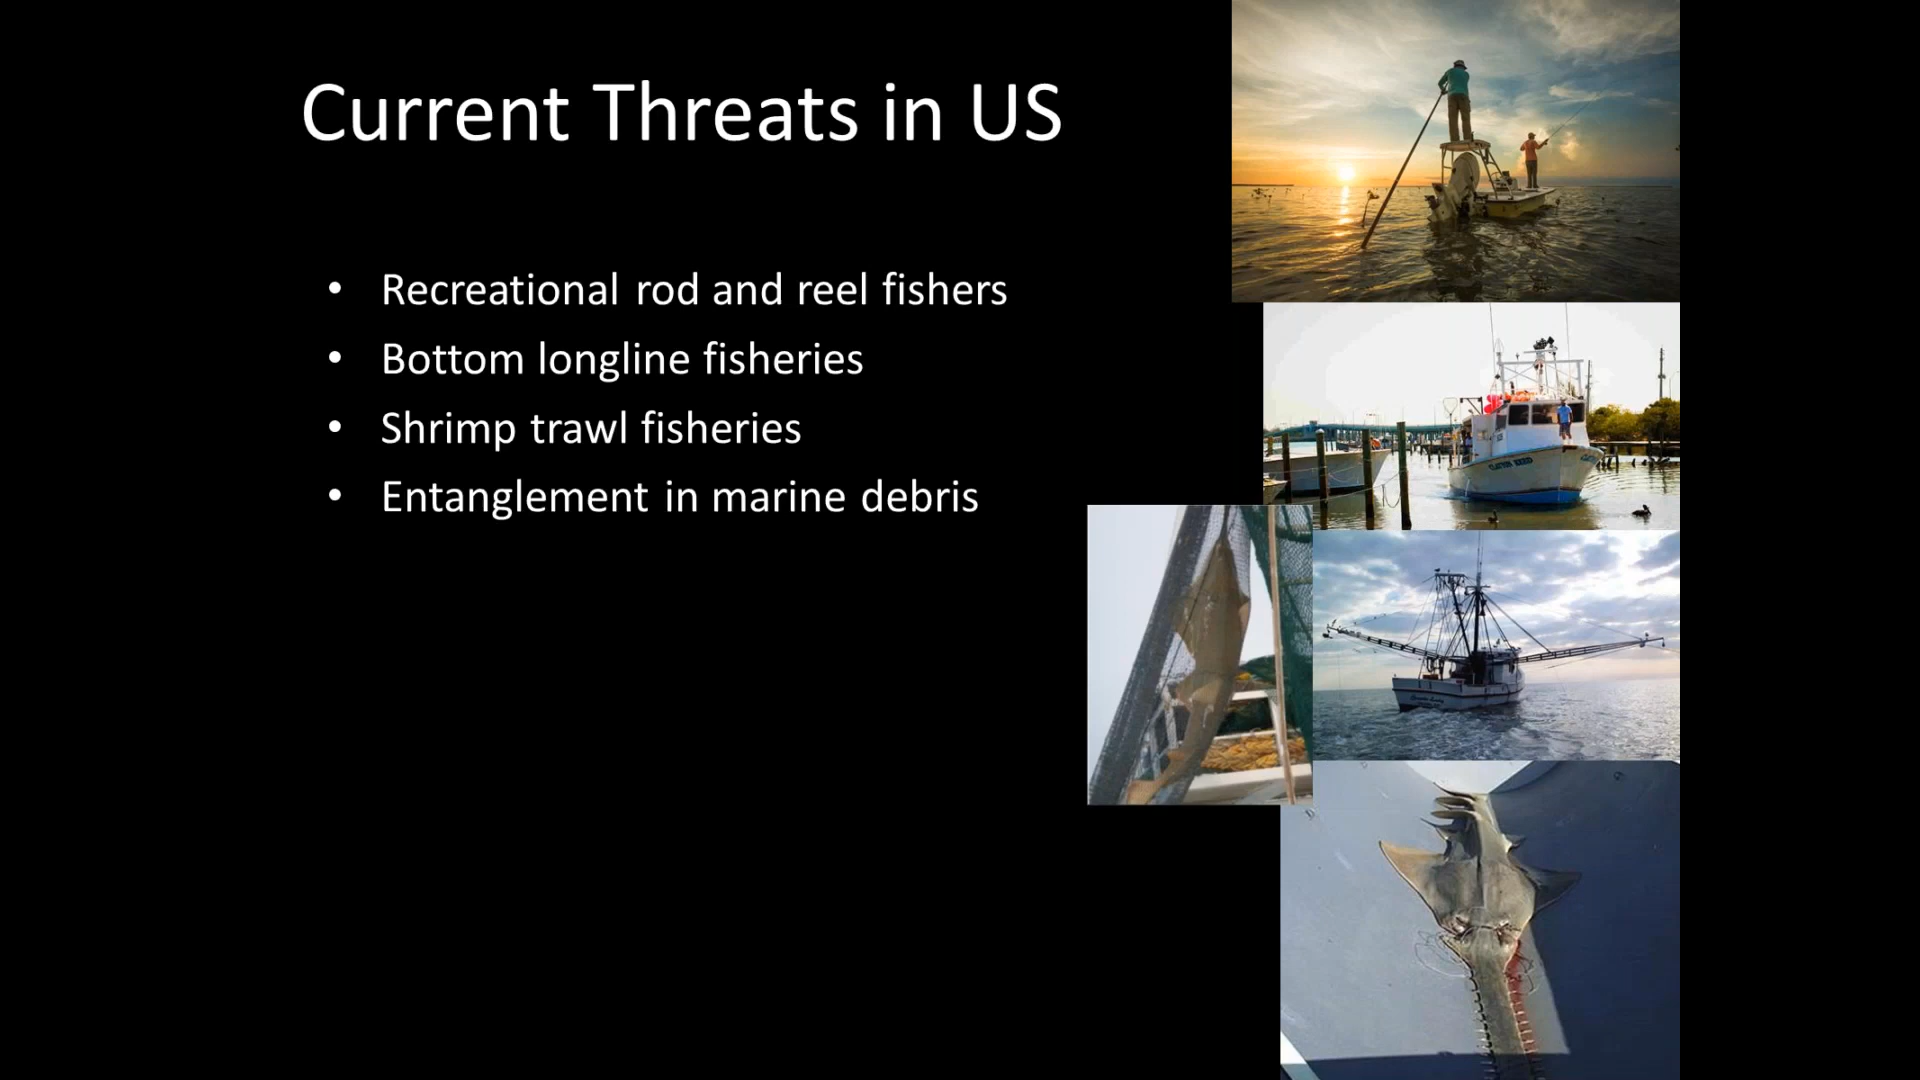 Current Threats in US
• Recreational rod and reel fishers
• Bottom longline fisheries
• Shrimp trawl fisheries
• Entanglement in marine debris